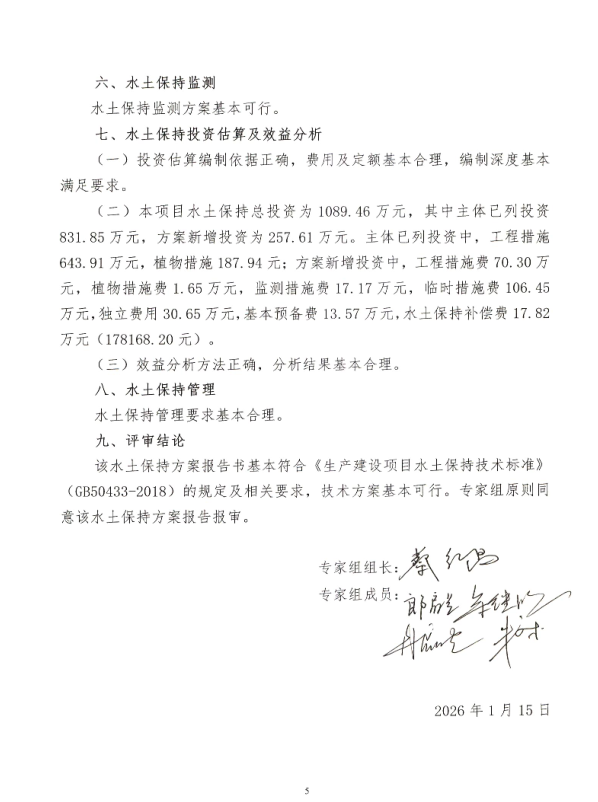 六、水土保持监测
水土保持监测方案基本可行。
七、水土保持投资估算及效益分析
（一）投资估算编制依据正确，费用及定额基本合理，编制深度基本
满足要求。
（二）本项目水土保持总投资为 1089.46 万元，其中主体已列投资
831.85 万元，方案新增投资为 257.61 万元。主体已列投资中，工程措施
643.91 万元，植物措施 187.94 元；方案新增投资中，工程措施费 70.30 万
元，植物措施费 1.65 万元，监测措施费 17.17 万元，临时措施费 106.45
万元,独立费用 30.65 万元,基本预备费 13.57 万元,水土保持补偿费 17.82
万元（178168.20 元）。
（三）效益分析方法正确，分析结果基本合理。
八、水土保持管理
水土保持管理要求基本合理。
九、评审结论
该水土保持方案报告书基本符合《生产建设项目水土保持技术标准》
（GB50433-2018）的规定及相关要求，技术方案基本可行。专家组原则同
意该水土保持方案报告报审。
专家组组长：
专家组成员：
2026 年 1 月 15 日
5